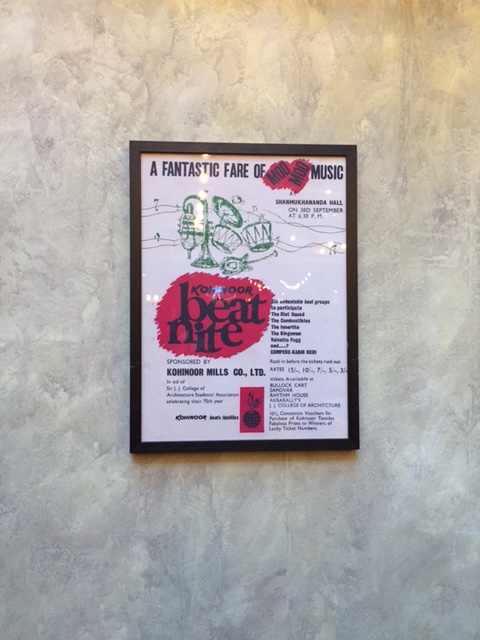 A FANTASTIC FARE OF MOD MOD MUSIC
AT
SHANMUKHANANDA HALL
ON 3RD SEPTEMBER
AT 6.30 P. M.
KOHINOOR
beat
nite
Six unbeatable beat groups
to participate
The Riot Squad
The Combustibles
The Innertite
The Kingsmen
Velvette Fogg
and....?
COMPERE-KABIR BEDI
SPONSORED BY
KOHINOOR MILLS CO., LTD.
In aid of
Sir J. J. College of
Architecture Students' Association
celebrating their 75th year
KOHINOOR beats textiles
Rush in before the tickets rush out
RATES 15/-, 10/-, 7/-, 5/-, 3/-
tickets Available at
BULLOCK CART
SAMOVAR
RHYTHM HOUSE
AKBARALLY'S
J. J. COLLEGE OF ARCHITCTURE
10% Concession Vouchers for
Purchase of Kohinoor Textiles
Fabulous Prizes to Winners of
Lucky Ticket Numbers.